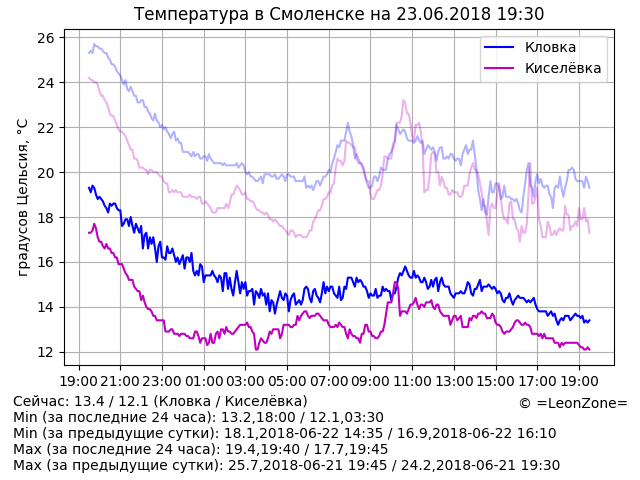 Температура в Смоленске на 23.06.2018 19:30
26
24
22
20
18
16
14
12
градусов Цельсия, °C
Кловка
Киселёвка
19:00 21:00 23:00 01:00 03:00 05:00 07:00 09:00 11:00 13:00 15:00 17:00 19:00
Сейчас: 13.4 / 12.1 (Кловка / Киселёвка)
© =LeonZone=
Min (за последние 24 часа): 13.2,18:00 / 12.1,03:30
Min (за предыдущие сутки): 18.1,2018-06-22 14:35 / 16.9,2018-06-22 16:10
Max (за последние 24 часа): 19.4,19:40 / 17.7,19:45
Max (за предыдущие сутки): 25.7,2018-06-21 19:45 / 24.2,2018-06-21 19:30